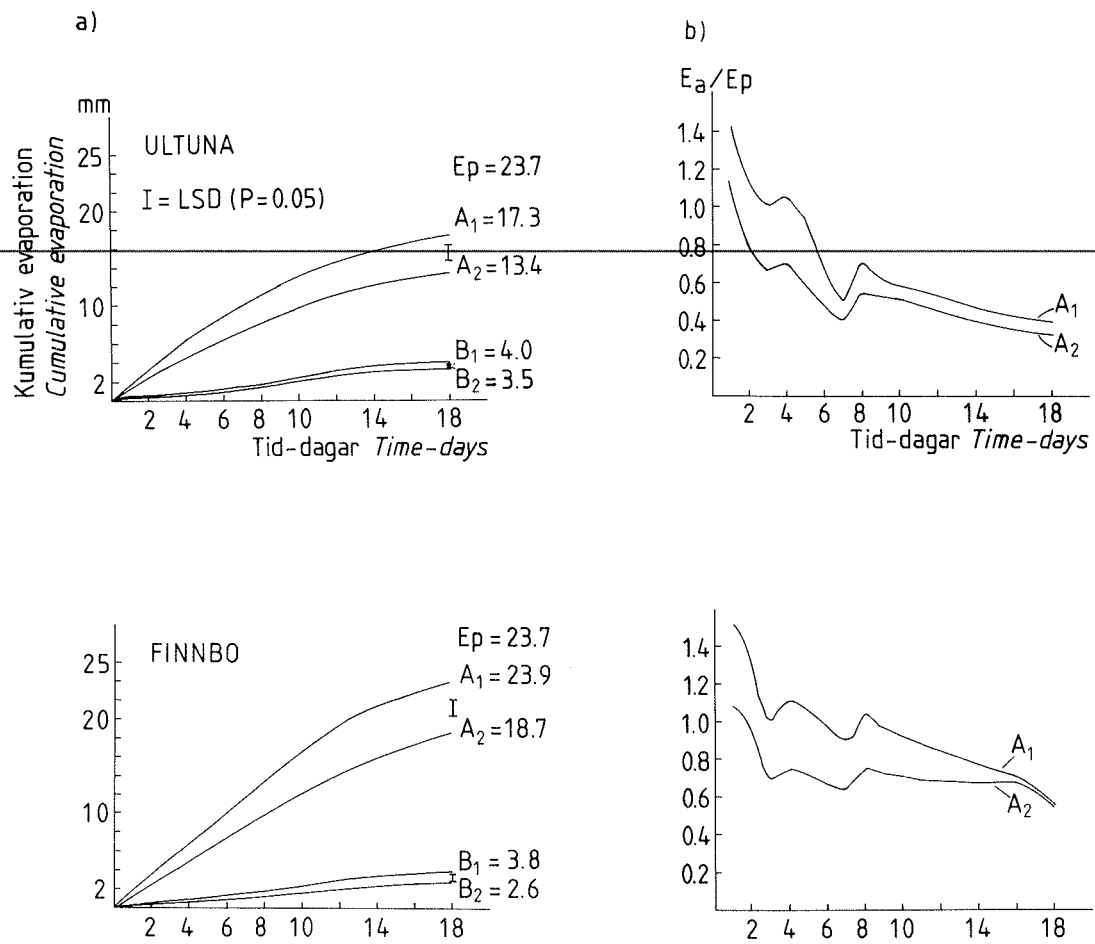 a)
mm
Kumulativ evaporation
Cumulative evaporation
ULTUNA
I = LSD (P=0.05)
25
20
10
2
Ep = 23.7
A₁ = 17.3
A₂ = 13.4
B₁ = 4.0
B₂ = 3.5
2 4 6 8 10 14 18
Tid-dagar Time-days
b)
Ea/Ep
1.4
1.2
1.0
0.8
0.6
0.4
0.2
A₁
A₂
2 4 6 8 10 14 18
Tid-dagar Time-days
FINNBO
25
20
10
2
Ep = 23.7
A₁ = 23.9
A₂ = 18.7
B₁ = 3.8
B₂ = 2.6
2 4 6 8 10 14 18
1.4
1.2
1.0
0.8
0.6
0.4
0.2
A₁
A₂
2 4 6 8 10 14 18